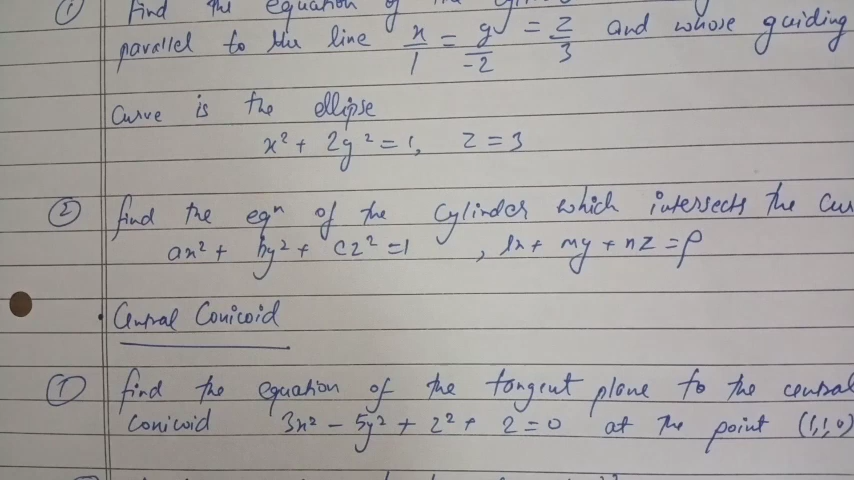 ① Find the equation of the
parallel to the line x/1 = y/-2 = z/3 and whose guiding
Curve is the ellipse
x² + 2y² = 1, z = 3
② find the eqⁿ of the Cylinder which intersects the
ax² + by² + cz² = 1 , lx + my + nz = p
• Central Conicoid
① find the equation of the tangent plane to the central
Conicoid 3x² - 5y² + z² + 2 = 0 at the point (1,1,0)